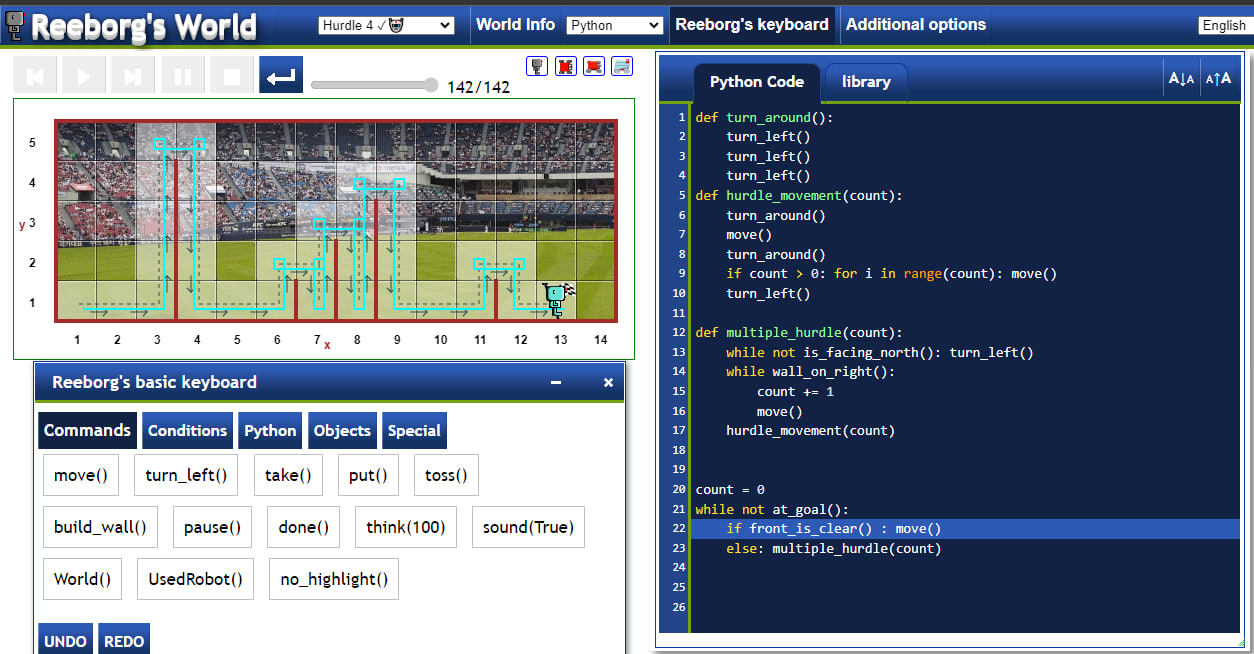 Reeborg's World
Hurdle 4 ✓
World Info
Python
Reeborg's keyboard
Additional options
English
142/142
5
4
y 3
2
1
1 2 3 4 5 6 7 x 8 9 10 11 12 13 14
Reeborg's basic keyboard
Commands Conditions Python Objects Special
move() turn_left() take() put() toss()
build_wall() pause() done() think(100) sound(True)
World() UsedRobot() no_highlight()
UNDO REDO
Python Code library
A↓A A↑A
1 def turn_around():
2     turn_left()
3     turn_left()
4     turn_left()
5 def hurdle_movement(count):
6     turn_around()
7     move()
8     turn_around()
9     if count > 0: for i in range(count): move()
10     turn_left()
11
12 def multiple_hurdle(count):
13     while not is_facing_north(): turn_left()
14     while wall_on_right():
15         count += 1
16         move()
17     hurdle_movement(count)
18
19
20 count = 0
21 while not at_goal():
22     if front_is_clear() : move()
23     else: multiple_hurdle(count)
24
25
26